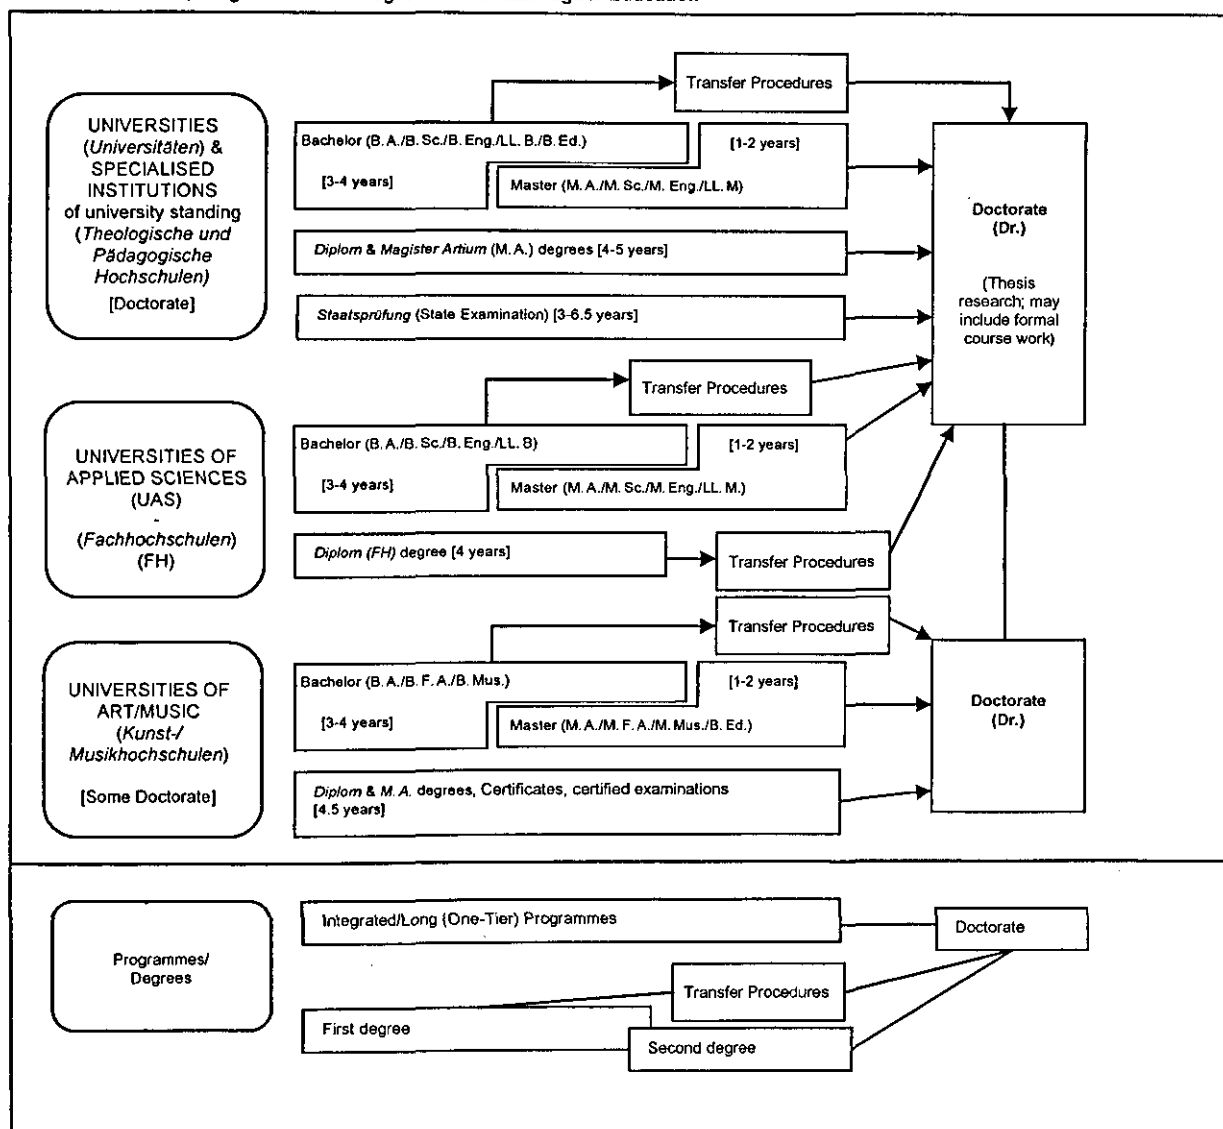 UNIVERSITIES
(Universitäten) &
SPECIALISED
INSTITUTIONS
of university standing
(Theologische und
Pädagogische
Hochschulen)
[Doctorate]
Transfer Procedures
Bachelor (B. A./B. Sc./B. Eng./LL. B./B. Ed.)
[3-4 years]
[1-2 years]
Master (M. A./M. Sc./M. Eng./LL. M)
Diplom & Magister Artium (M. A.) degrees [4-5 years]
Staatsprüfung (State Examination) [3-6.5 years]
Doctorate
(Dr.)
(Thesis
research; may
include formal
course work)
UNIVERSITIES OF
APPLIED SCIENCES
(UAS)
-
(Fachhochschulen)
(FH)
Transfer Procedures
Bachelor (B. A./B. Sc./B. Eng./LL. B)
[3-4 years]
[1-2 years]
Master (M. A./M. Sc./M. Eng./LL. M.)
Diplom (FH) degree [4 years]
Transfer Procedures
UNIVERSITIES OF
ART/MUSIC
(Kunst-/
Musikhochschulen)
[Some Doctorate]
Transfer Procedures
Bachelor (B. A./B. F. A./B. Mus.)
[3-4 years]
[1-2 years]
Master (M. A./M. F. A./M. Mus./B. Ed.)
Diplom & M. A. degrees, Certificates, certified examinations
[4.5 years]
Doctorate
(Dr.)
Programmes/
Degrees
Integrated/Long (One-Tier) Programmes
Doctorate
Transfer Procedures
First degree
Second degree